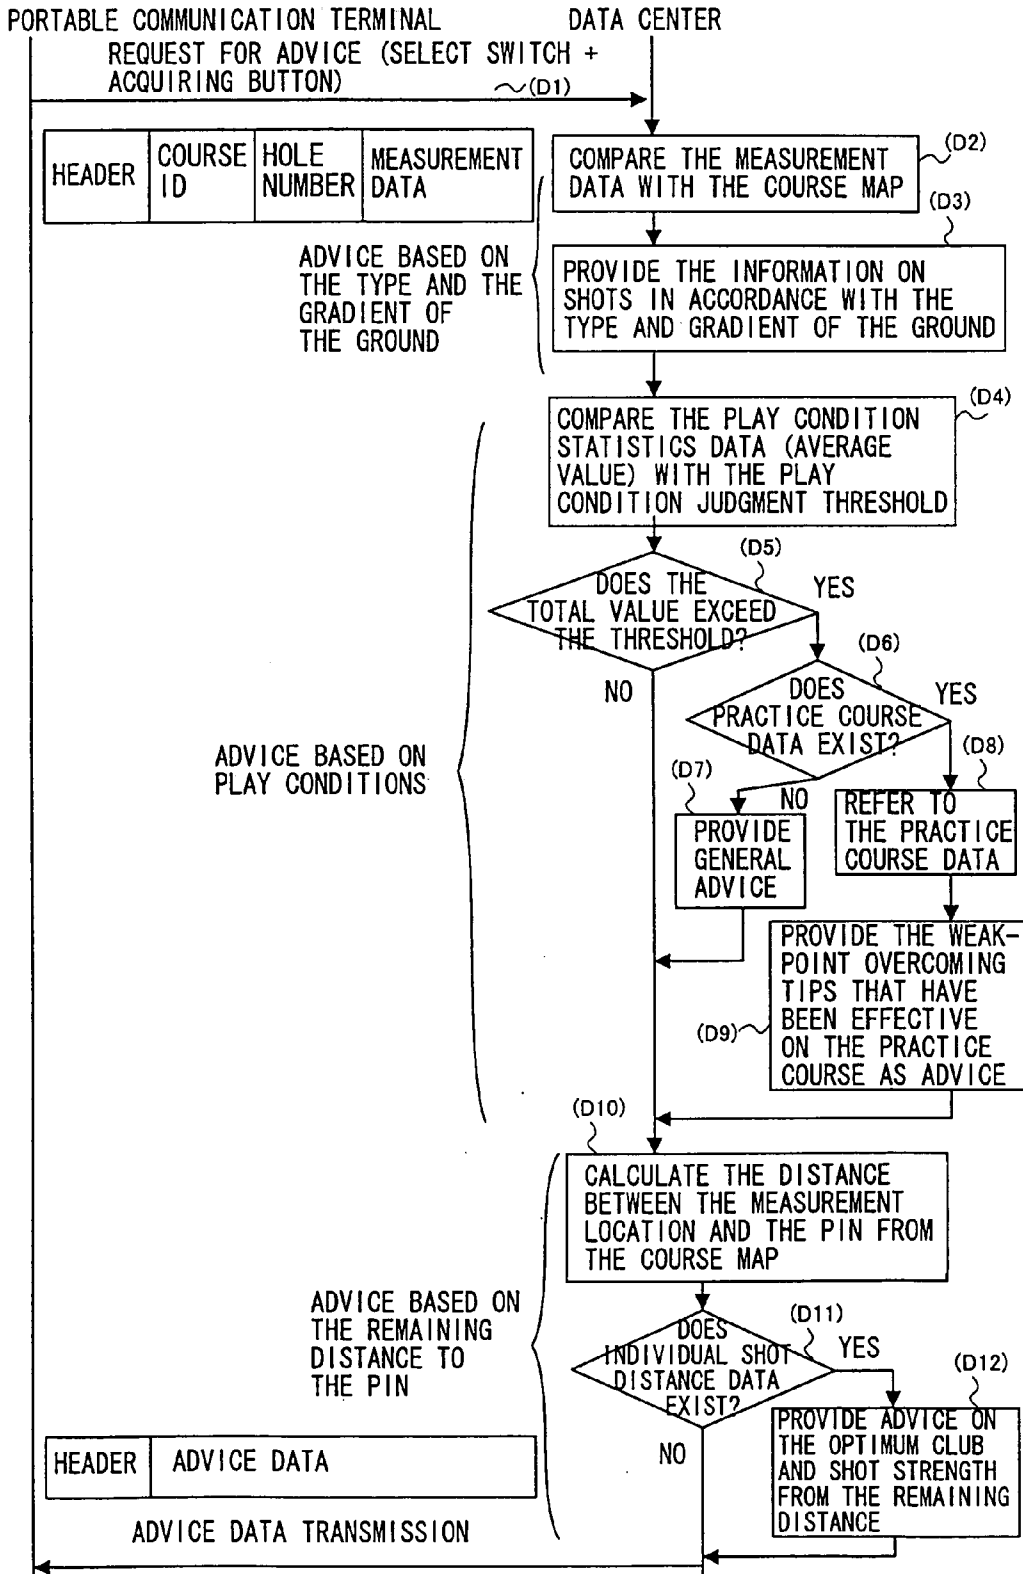 PORTABLE COMMUNICATION TERMINAL
DATA CENTER
REQUEST FOR ADVICE (SELECT SWITCH +
ACQUIRING BUTTON)
(D1)
HEADER
COURSE
ID
HOLE
NUMBER
MEASUREMENT
DATA
COMPARE THE MEASUREMENT
DATA WITH THE COURSE MAP
(D2)
(D3)
ADVICE BASED ON
THE TYPE AND THE
GRADIENT OF
THE GROUND
PROVIDE THE INFORMATION ON
SHOTS IN ACCORDANCE WITH THE
TYPE AND GRADIENT OF THE GROUND
(D4)
COMPARE THE PLAY CONDITION
STATISTICS DATA (AVERAGE
VALUE) WITH THE PLAY
CONDITION JUDGMENT THRESHOLD
(D5)
DOES THE
TOTAL VALUE EXCEED
THE THRESHOLD?
YES
NO
(D6)
DOES
PRACTICE COURSE
DATA EXIST?
YES
NO
ADVICE BASED ON
PLAY CONDITIONS
(D7)
PROVIDE
GENERAL
ADVICE
(D8)
REFER TO
THE PRACTICE
COURSE DATA
(D9)
PROVIDE THE WEAK-
POINT OVERCOMING
TIPS THAT HAVE
BEEN EFFECTIVE
ON THE PRACTICE
COURSE AS ADVICE
(D10)
CALCULATE THE DISTANCE
BETWEEN THE MEASUREMENT
LOCATION AND THE PIN FROM
THE COURSE MAP
ADVICE BASED ON
THE REMAINING
DISTANCE TO
THE PIN
(D11)
DOES
INDIVIDUAL SHOT
DISTANCE DATA
EXIST?
YES
NO
(D12)
PROVIDE ADVICE ON
THE OPTIMUM CLUB
AND SHOT STRENGTH
FROM THE REMAINING
DISTANCE
HEADER
ADVICE DATA
ADVICE DATA TRANSMISSION